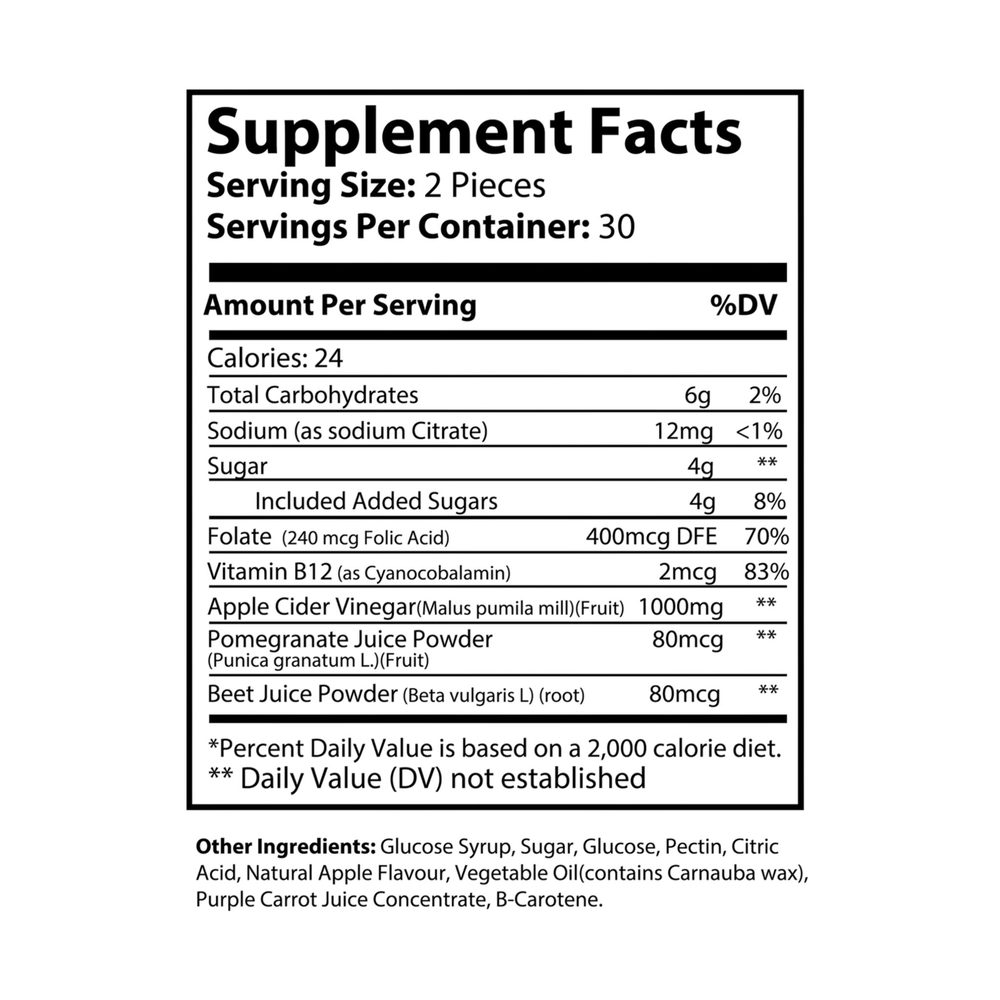 Supplement Facts
Serving Size: 2 Pieces
Servings Per Container: 30
Amount Per Serving %DV
Calories: 24
Total Carbohydrates 6g 2%
Sodium (as sodium Citrate) 12mg <1%
Sugar 4g **
Included Added Sugars 4g 8%
Folate (240 mcg Folic Acid) 400mcg DFE 70%
Vitamin B12 (as Cyanocobalamin) 2mcg 83%
Apple Cider Vinegar(Malus pumila mill)(Fruit) 1000mg **
Pomegranate Juice Powder 80mcg **
(Punica granatum L.)(Fruit)
Beet Juice Powder (Beta vulgaris L) (root) 80mcg **
*Percent Daily Value is based on a 2,000 calorie diet.
** Daily Value (DV) not established
Other Ingredients: Glucose Syrup, Sugar, Glucose, Pectin, Citric
Acid, Natural Apple Flavour, Vegetable Oil(contains Carnauba wax),
Purple Carrot Juice Concentrate, B-Carotene.